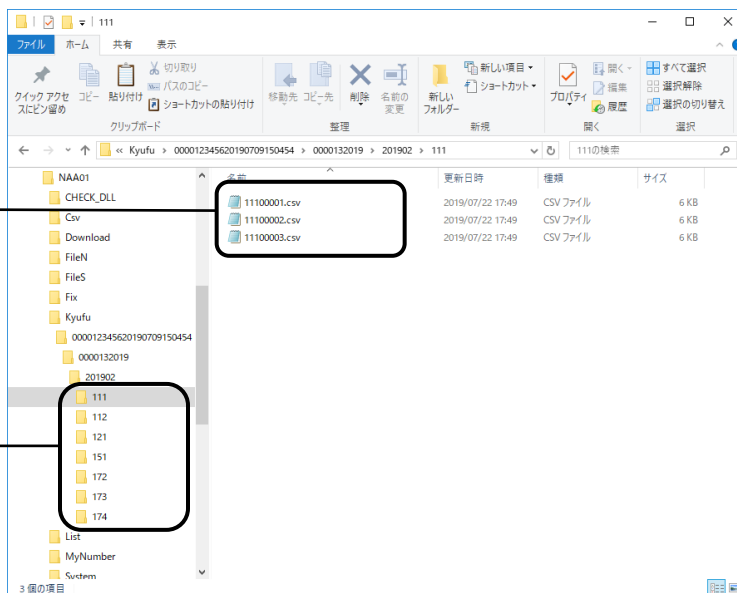 111
ファイル ホーム 共有 表示
クイック アクセスにピン留め
コピー
貼り付け
切り取り
パスのコピー
ショートカットの貼り付け
クリップボード
移動先 コピー先 削除 名前の変更
整理
新しいフォルダー
新しい項目
ショートカット
新規
プロパティ
開く
編集
履歴
開く
すべて選択
選択解除
選択の切り替え
選択
« Kyufu › 000012345620190709150454 › 0000132019 › 201902 › 111
111の検索
NAA01
CHECK_DLL
Csv
Download
FileN
FileS
Fix
Kyufu
000012345620190709150454
0000132019
201902
111
112
121
151
172
173
174
List
MyNumber
System
名前 更新日時 種類 サイズ
11100001.csv 2019/07/22 17:49 CSV ファイル 6 KB
11100002.csv 2019/07/22 17:49 CSV ファイル 6 KB
11100003.csv 2019/07/22 17:49 CSV ファイル 6 KB
3 個の項目